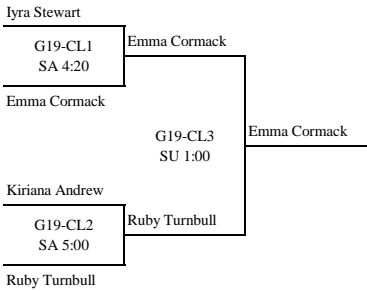 Iyra Stewart
G19-CL1
SA 4:20
Emma Cormack
Emma Cormack
G19-CL3
SU 1:00
Emma Cormack
Kiriana Andrew
G19-CL2
SA 5:00
Ruby Turnbull
Ruby Turnbull